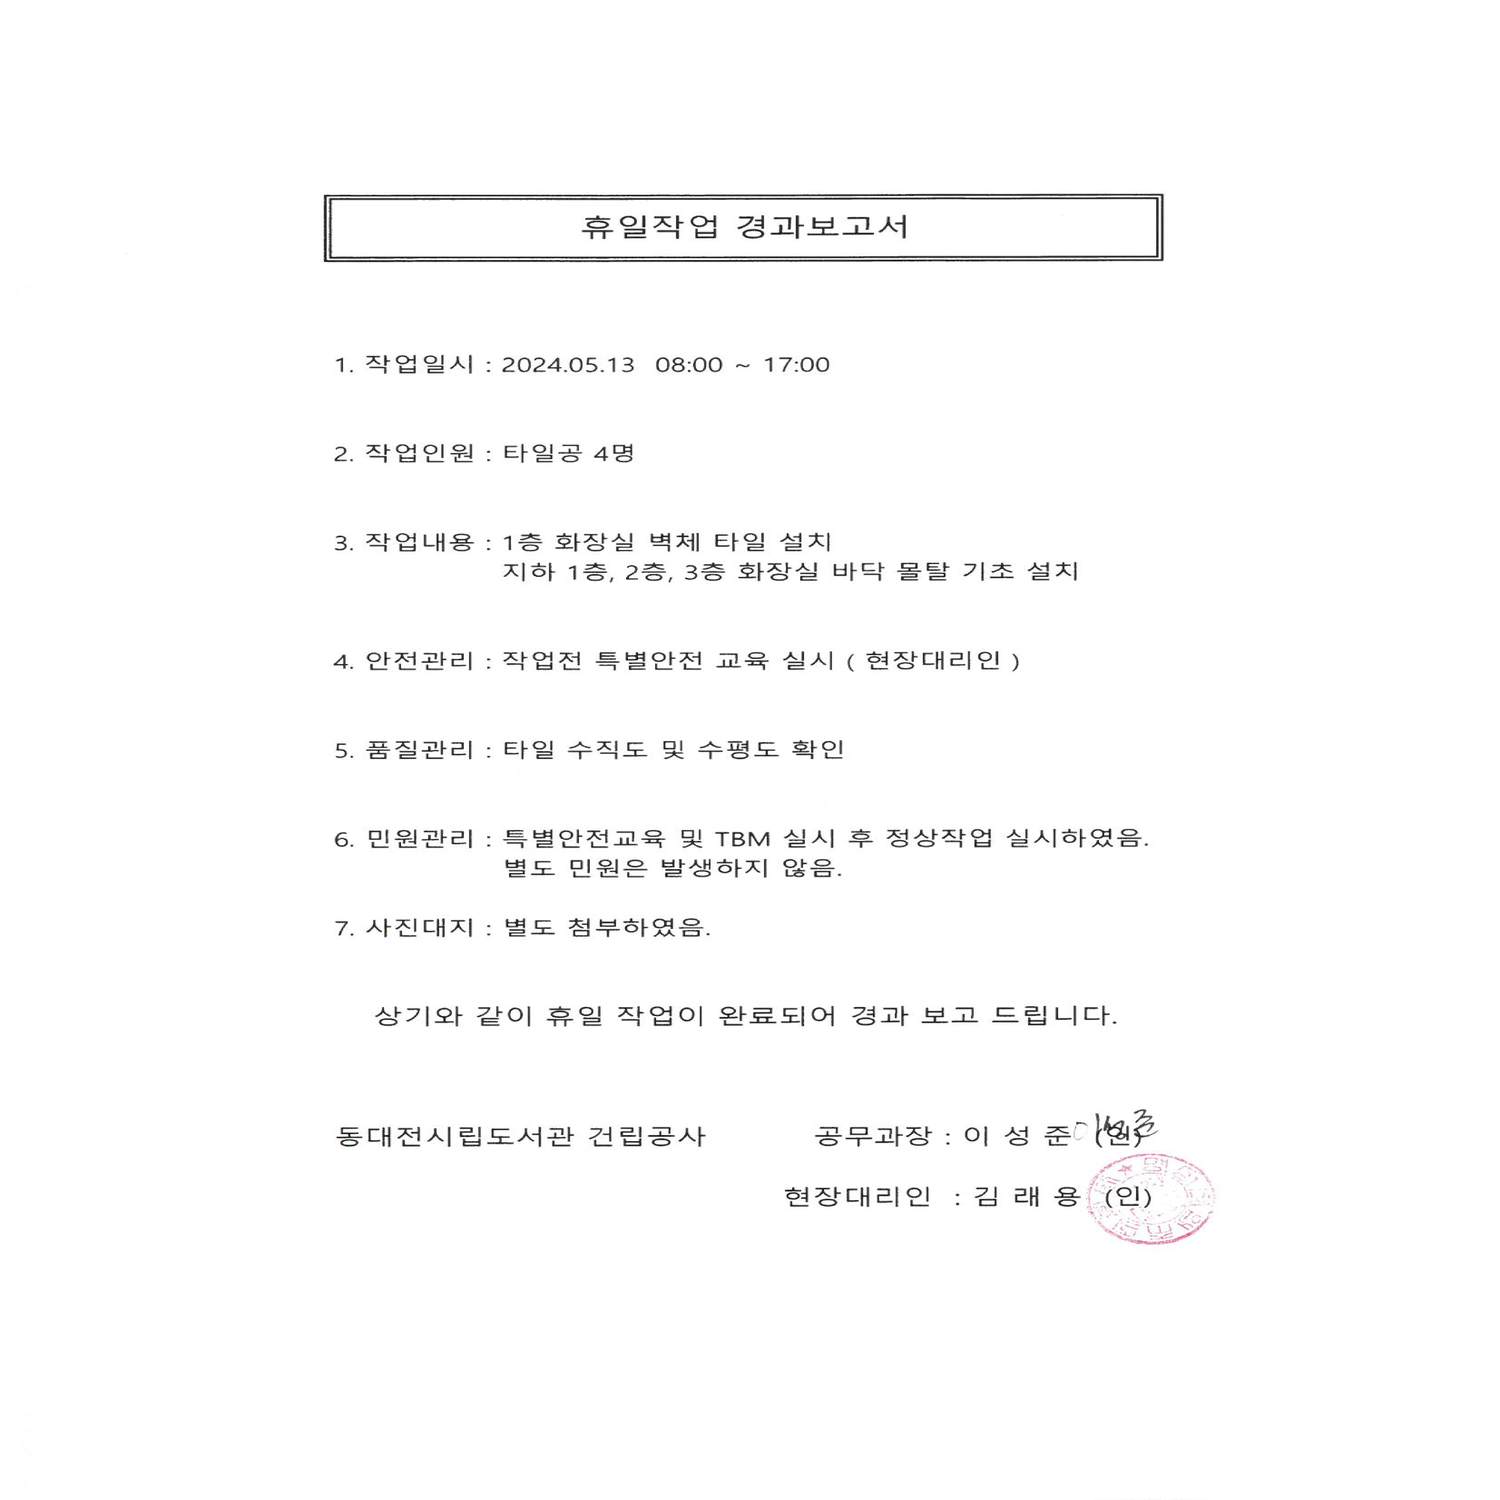 휴일작업 경과보고서
1. 작업일시 : 2024.05.13 08:00 ~ 17:00
2. 작업인원 : 타일공 4명
3. 작업내용 : 1층 화장실 벽체 타일 설치
지하 1층, 2층, 3층 화장실 바닥 몰탈 기초 설치
4. 안전관리 : 작업전 특별안전 교육 실시 ( 현장대리인 )
5. 품질관리 : 타일 수직도 및 수평도 확인
6. 민원관리 : 특별안전교육 및 TBM 실시 후 정상작업 실시하였음.
별도 민원은 발생하지 않음.
7. 사진대지 : 별도 첨부하였음.
상기와 같이 휴일 작업이 완료되어 경과 보고 드립니다.
동대전시립도서관 건립공사 공무과장 : 이 성 준 (인) 이성준
현장대리인 : 김 래 용 (인)